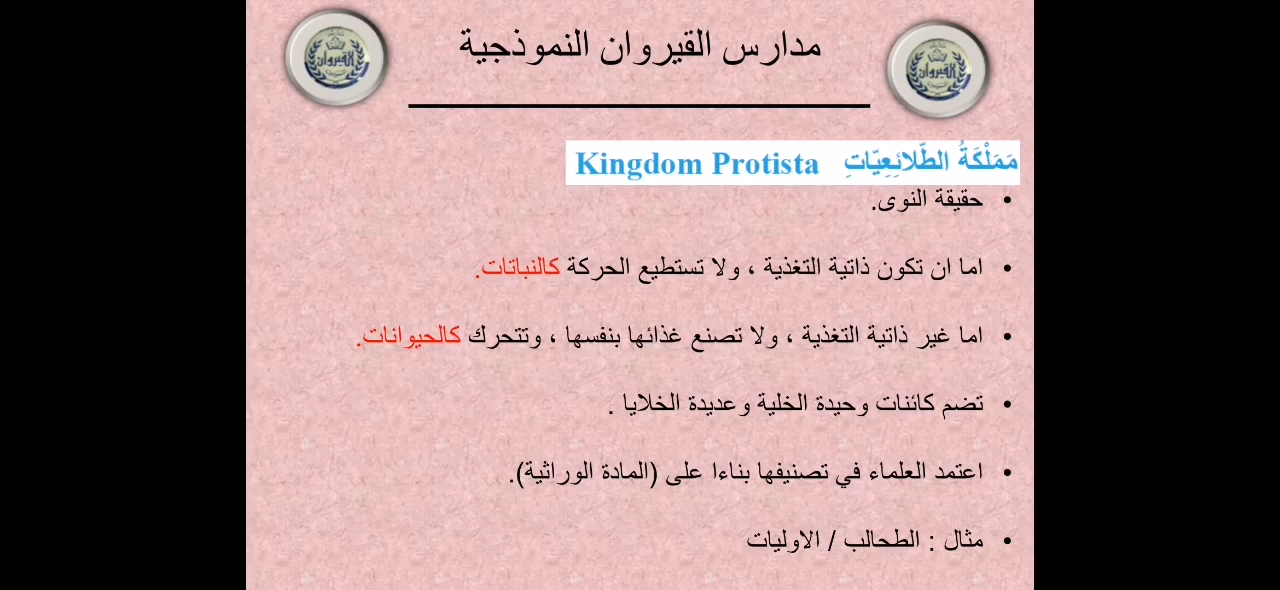 مدارس القيروان النموذجية
القيروان
القيروان
مَمَلْكَةُ الطَّلائِعِيّاتِ Kingdom Protista
• حقيقة النوى.
• اما ان تكون ذاتية التغذية ، ولا تستطيع الحركة كالنباتات.
• اما غير ذاتية التغذية ، ولا تصنع غذائها بنفسها ، وتتحرك كالحيوانات.
• تضم كائنات وحيدة الخلية وعديدة الخلايا .
• اعتمد العلماء في تصنيفها بناءا على (المادة الوراثية).
• مثال : الطحالب / الاوليات